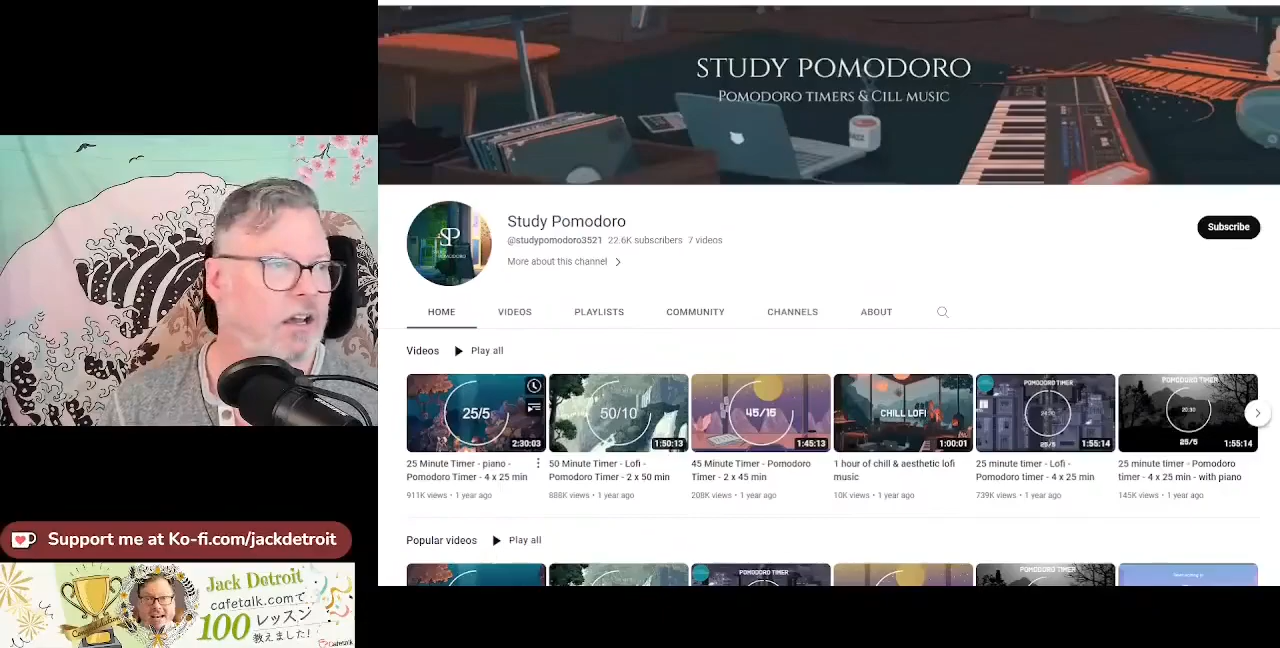 STUDY POMODORO
POMODORO TIMERS & CILL MUSIC
SP
POMODORO
Study Pomodoro
@studypomodoro3521 22.6K subscribers 7 videos
More about this channel
Subscribe
HOME VIDEOS PLAYLISTS COMMUNITY CHANNELS ABOUT
Videos Play all
25/5
2:30:03
50/10
1:50:13
45/15
1:45:13
CHILL LOFI
1:00:01
POMODORO TIMER
25/5
1:55:14
POMODORO TIMER
20:30
25/5
1:55:14
25 Minute Timer - piano -
Pomodoro Timer - 4 x 25 min
911K views • 1 year ago
50 Minute Timer - Lofi -
Pomodoro Timer - 2 x 50 min
888K views • 1 year ago
45 Minute Timer - Pomodoro
Timer - 2 x 45 min
208K views • 1 year ago
1 hour of chill & aesthetic lofi
music
10K views • 1 year ago
25 minute timer - Lofi -
Pomodoro timer - 4 x 25 min
739K views • 1 year ago
25 minute timer - Pomodoro
timer - 4 x 25 min - with piano
145K views • 1 year ago
Popular videos Play all
POMODORO TIMER
POMODORO TIMER
Support me at Ko-fi.com/jackdetroit
Jack Detroit
cafetalk.comで
100 レッスン
教えました!